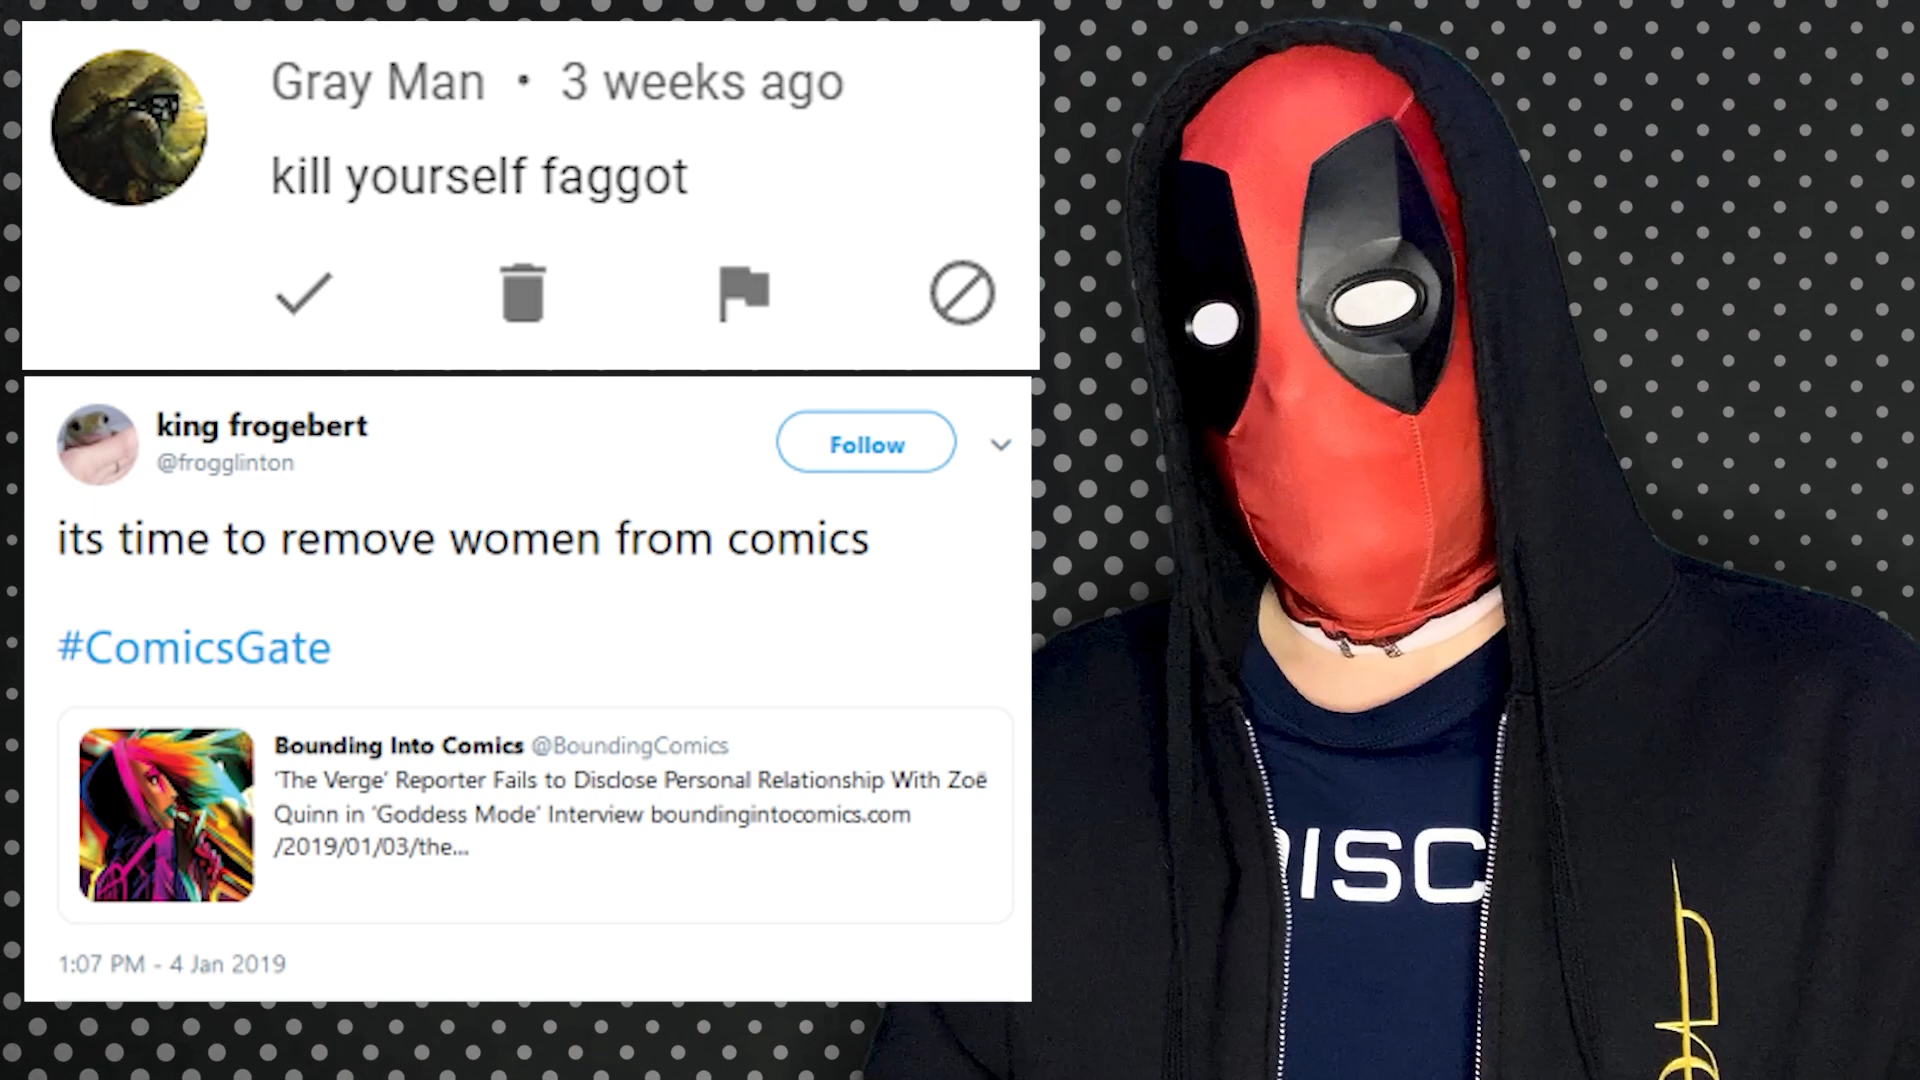 Gray Man • 3 weeks ago
kill yourself faggot
king frogebert
@frogglinton
Follow
its time to remove women from comics
#ComicsGate
Bounding Into Comics @BoundingComics
'The Verge' Reporter Fails to Disclose Personal Relationship With Zoë
Quinn in 'Goddess Mode' Interview boundingintocomics.com
/2019/01/03/the...
1:07 PM - 4 Jan 2019
DISC